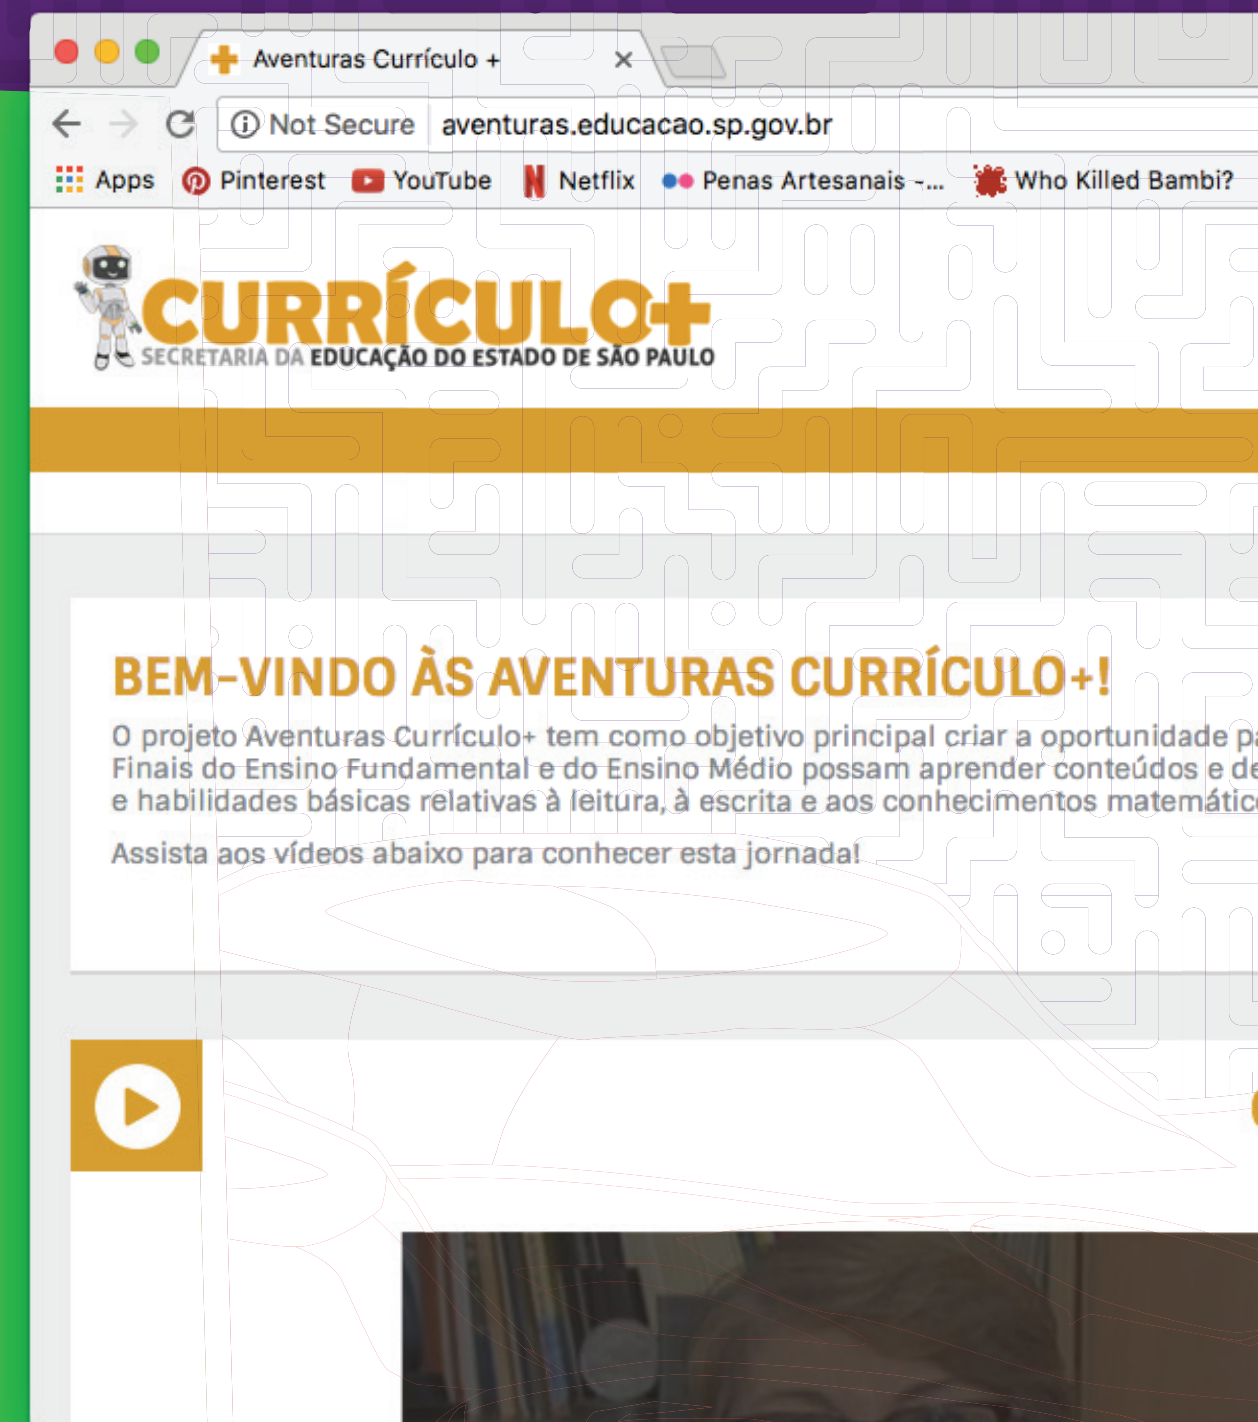 Aventuras Currículo +
Not Secure aventuras.educacao.sp.gov.br
Apps Pinterest YouTube Netflix Penas Artesanais -... Who Killed Bambi?
CURRÍCULO+
SECRETARIA DA EDUCAÇÃO DO ESTADO DE SÃO PAULO
BEM-VINDO ÀS AVENTURAS CURRÍCULO+!
O projeto Aventuras Currículo+ tem como objetivo principal criar a oportunidade
Finais do Ensino Fundamental e do Ensino Médio possam aprender conteúdos e
e habilidades básicas relativas à leitura, à escrita e aos conhecimentos
Assista aos vídeos abaixo para conhecer esta jornada!